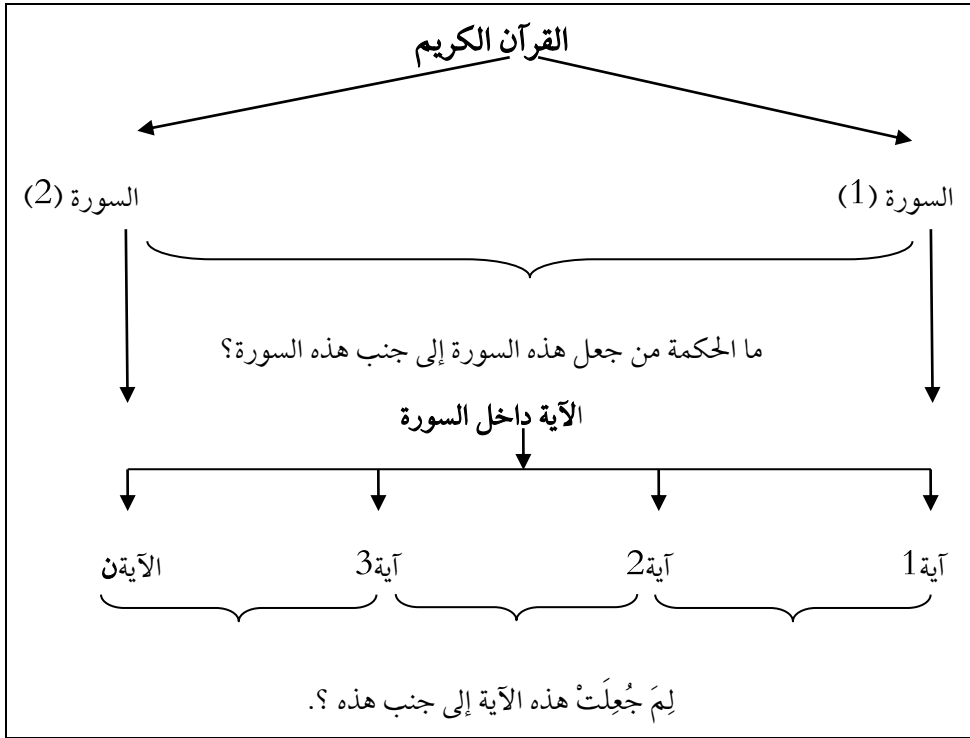 القرآن الكريم
السورة (1) السورة (2)
ما الحكمة من جعل هذه السورة إلى جنب هذه السورة؟
الآية داخل السورة
آية1 آية2 آية3 الآيةن
لِمَ جُعِلَتْ هذه الآية إلى جنب هذه ؟.